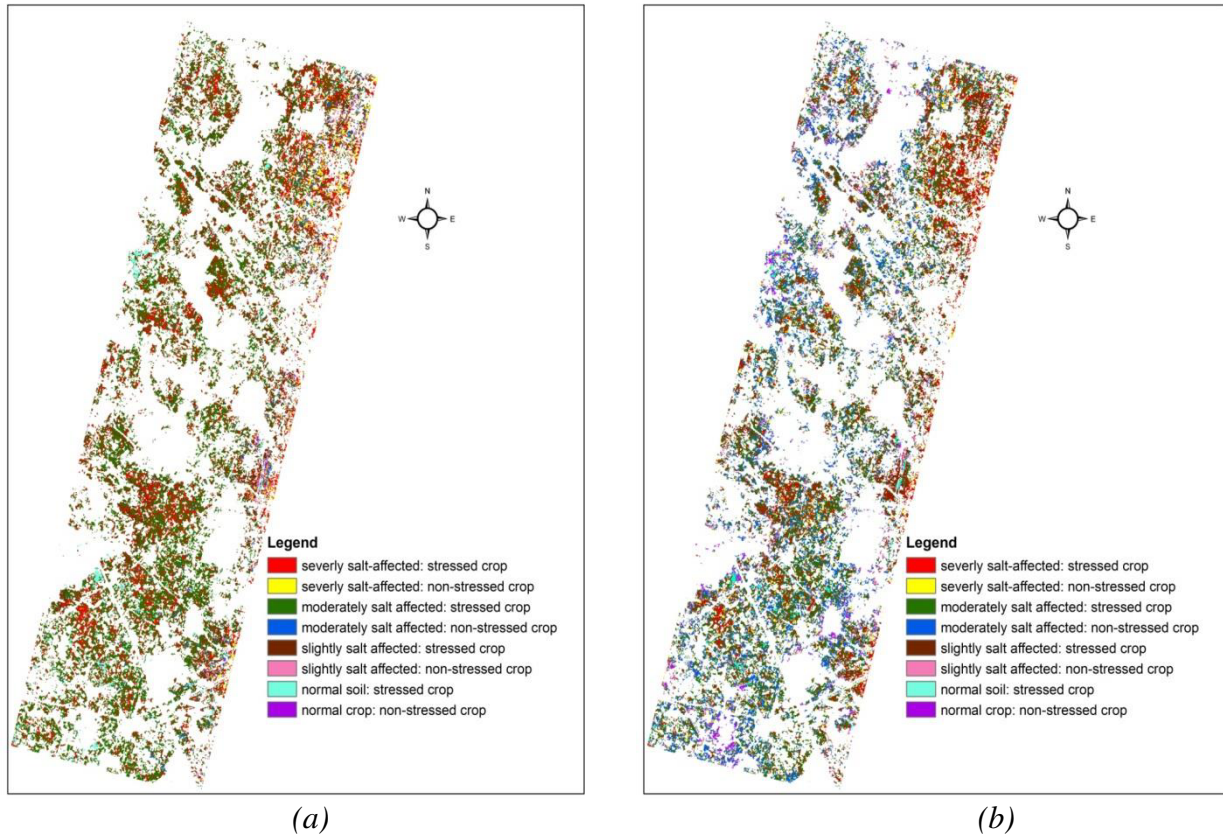 N
W E
S
Legend
severly salt-affected: stressed crop
severly salt-affected: non-stressed crop
moderately salt affected: stressed crop
moderately salt affected: non-stressed crop
slightly salt affected: stressed crop
slightly salt affected: non-stressed crop
normal soil: stressed crop
normal crop: non-stressed crop
(a)
N
W E
S
Legend
severly salt-affected: stressed crop
severly salt-affected: non-stressed crop
moderately salt affected: stressed crop
moderately salt affected: non-stressed crop
slightly salt affected: stressed crop
slightly salt affected: non-stressed crop
normal soil: stressed crop
normal crop: non-stressed crop
(b)